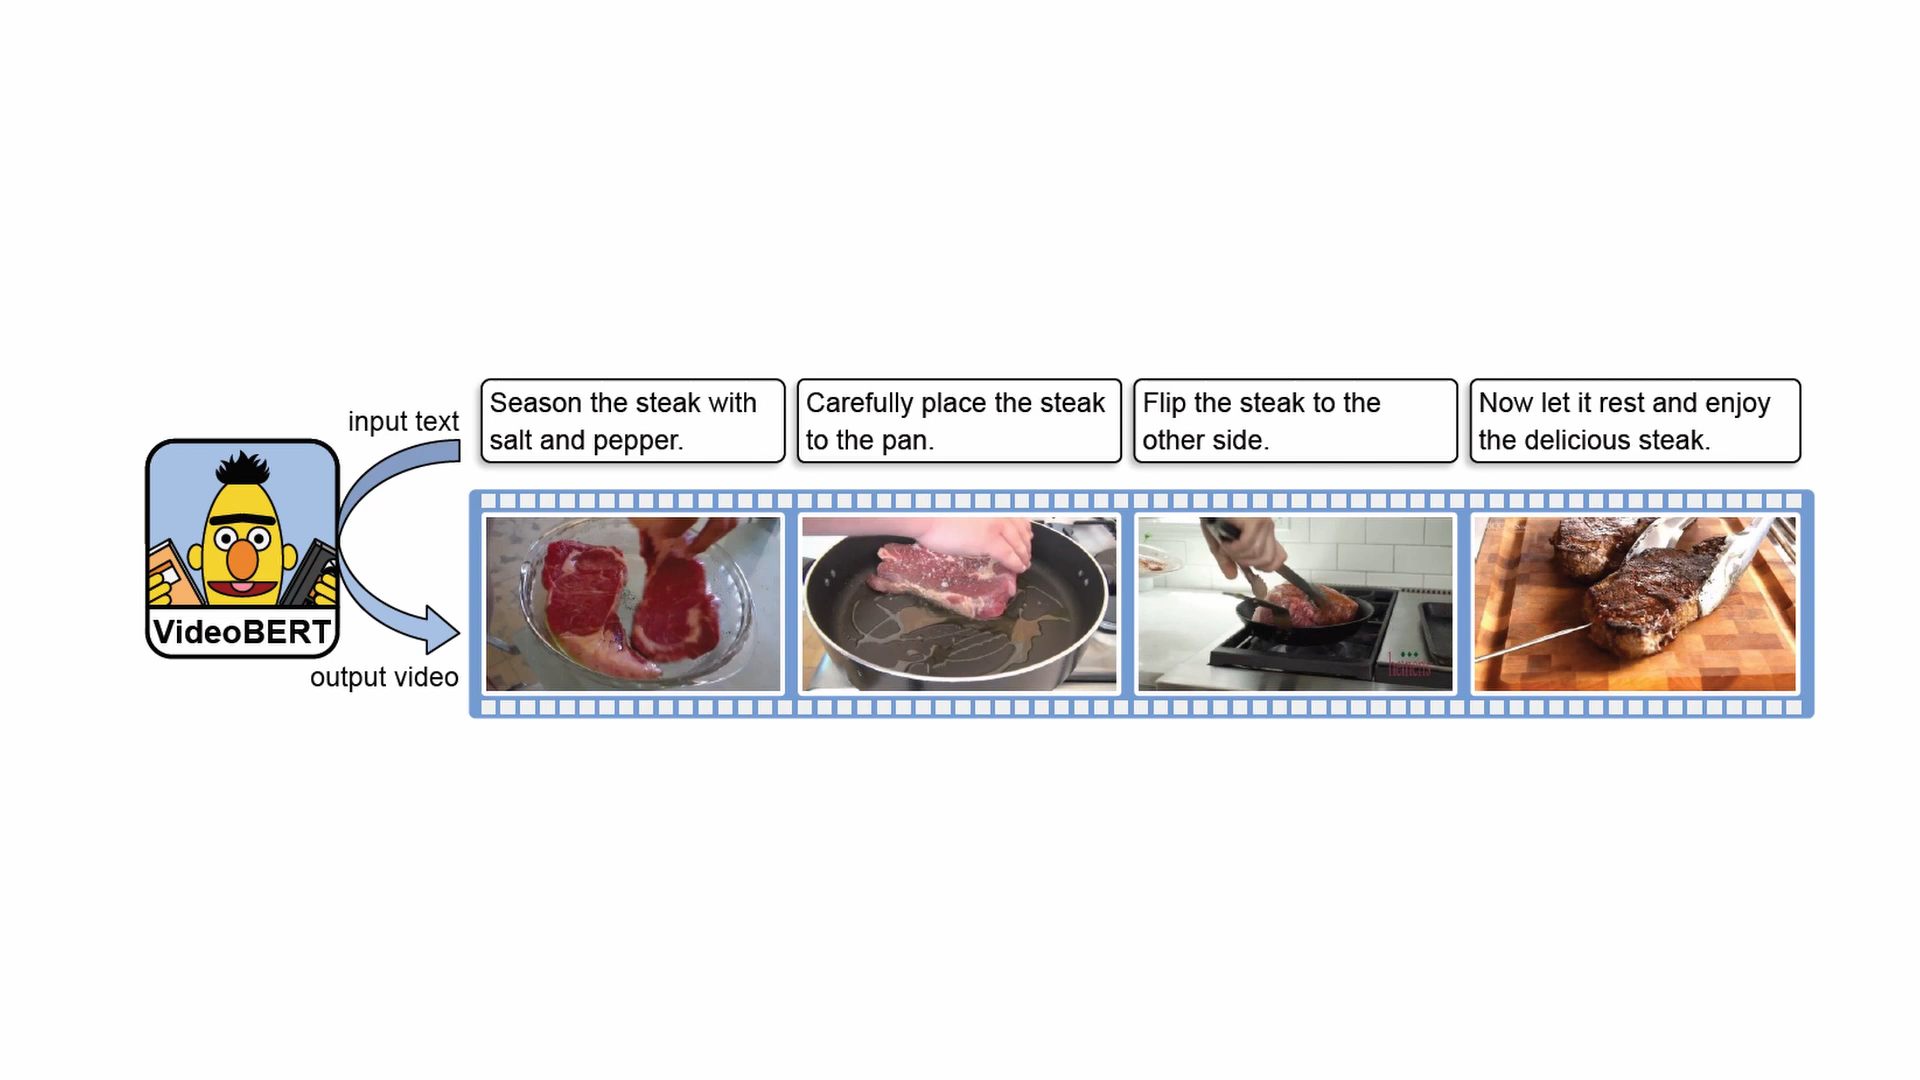 input text
VideoBERT
output video
Season the steak with
salt and pepper.
Carefully place the steak
to the pan.
Flip the steak to the
other side.
Now let it rest and enjoy
the delicious steak.